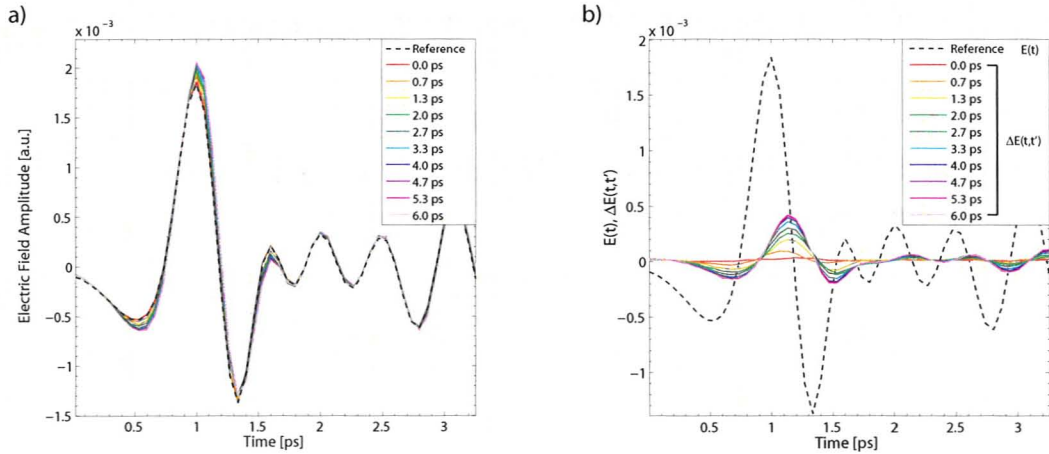 a)
× 10⁻³
2
1.5
1
0.5
0
−0.5
−1
−1.5
Electric Field Amplitude [a.u.]
0.5
1
1.5
2
2.5
3
Time [ps]
Reference
0.0 ps
0.7 ps
1.3 ps
2.0 ps
2.7 ps
3.3 ps
4.0 ps
4.7 ps
5.3 ps
6.0 ps
b)
× 10⁻³
2
1.5
1
0.5
0
−0.5
−1
E(t), ΔE(t,t')
0.5
1
1.5
2
2.5
3
Time [ps]
Reference E(t)
0.0 ps
0.7 ps
1.3 ps
2.0 ps
2.7 ps
3.3 ps
4.0 ps
4.7 ps
5.3 ps
6.0 ps
ΔE(t,t')